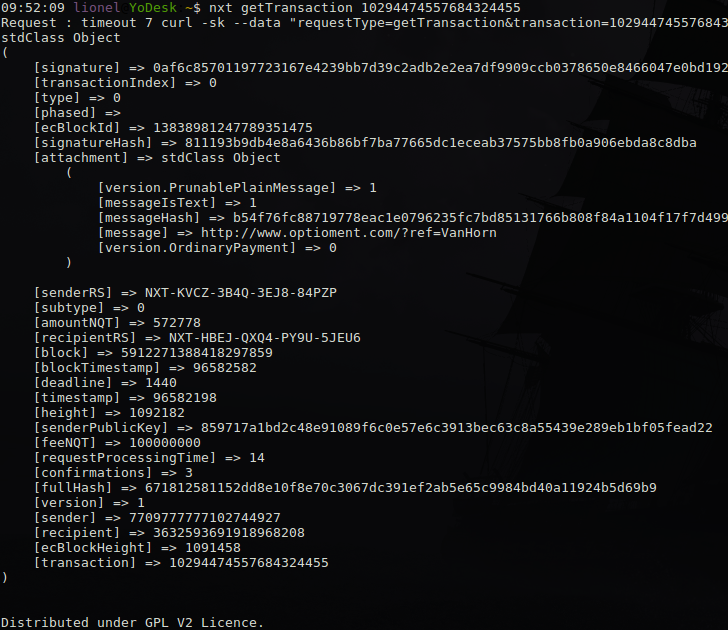 09:52:09 lionel YoDesk ~$ nxt getTransaction 10294474557684324455
Request : timeout 7 curl -sk --data "requestType=getTransaction&transaction=102944745576843
stdClass Object
(
    [signature] => 0af6c85701197723167e4239bb7d39c2adb2e2ea7df9909ccb0378650e8466047e0bd192
    [transactionIndex] => 0
    [type] => 0
    [phased] =>
    [ecBlockId] => 13838981247789351475
    [signatureHash] => 811193b9db4e8a6436b86bf7ba77665dc1eceab37575bb8fb0a906ebda8c8dba
    [attachment] => stdClass Object
        (
            [version.PrunablePlainMessage] => 1
            [messageIsText] => 1
            [messageHash] => b54f76fc88719778eac1e0796235fc7bd85131766b808f84a1104f17f7d499
            [message] => http://www.optioment.com/?ref=VanHorn
            [version.OrdinaryPayment] => 0
        )

    [senderRS] => NXT-KVCZ-3B4Q-3EJ8-84PZP
    [subtype] => 0
    [amountNQT] => 572778
    [recipientRS] => NXT-HBEJ-QXQ4-PY9U-5JEU6
    [block] => 5912271388418297859
    [blockTimestamp] => 96582582
    [deadline] => 1440
    [timestamp] => 96582198
    [height] => 1092182
    [senderPublicKey] => 859717a1bd2c48e91089f6c0e57e6c3913bec63c8a55439e289eb1bf05fead22
    [feeNQT] => 100000000
    [requestProcessingTime] => 14
    [confirmations] => 3
    [fullHash] => 671812581152dd8e10f8e70c3067dc391ef2ab5e65c9984bd40a11924b5d69b9
    [version] => 1
    [sender] => 7709777777102744927
    [recipient] => 3632593691918968208
    [ecBlockHeight] => 1091458
    [transaction] => 10294474557684324455
)

Distributed under GPL V2 Licence.